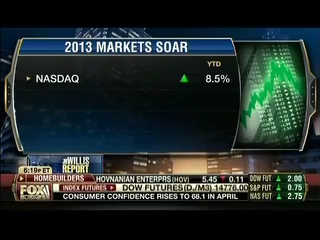 2013 MARKETS SOAR
YTD
NASDAQ 8.5%
#WILLIS
REPORT
6:19P ET
HOMEBUILDERS HOVNANIAN ENTERPRS (HOV) 5.45 0.11
INDEX FUTURES DOW FUTURES (D./M3) 14778.00
CONSUMER CONFIDENCE RISES TO 68.1 IN APRIL
DOW FUT 2.00
S&P FUT 0.75
NAS FUT 2.75
FOX
BUSINESS